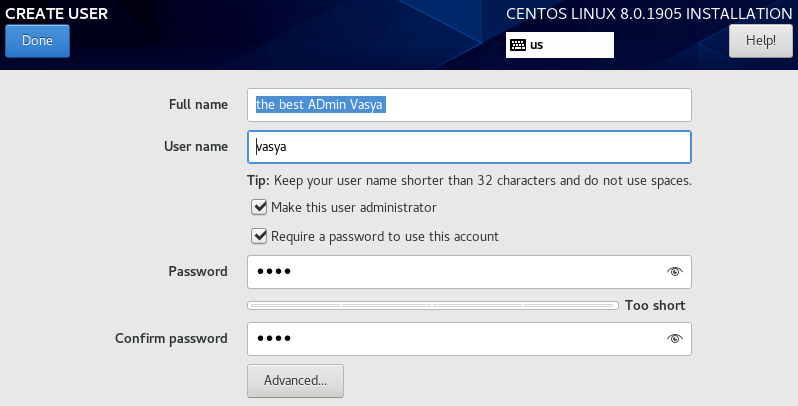 CREATE USER
CENTOS LINUX 8.0.1905 INSTALLATION
Done
us
Help!
Full name
the best ADmin Vasya
User name
vasya
Tip: Keep your user name shorter than 32 characters and do not use spaces.
Make this user administrator
Require a password to use this account
Password
••••
Too short
Confirm password
••••
Advanced...